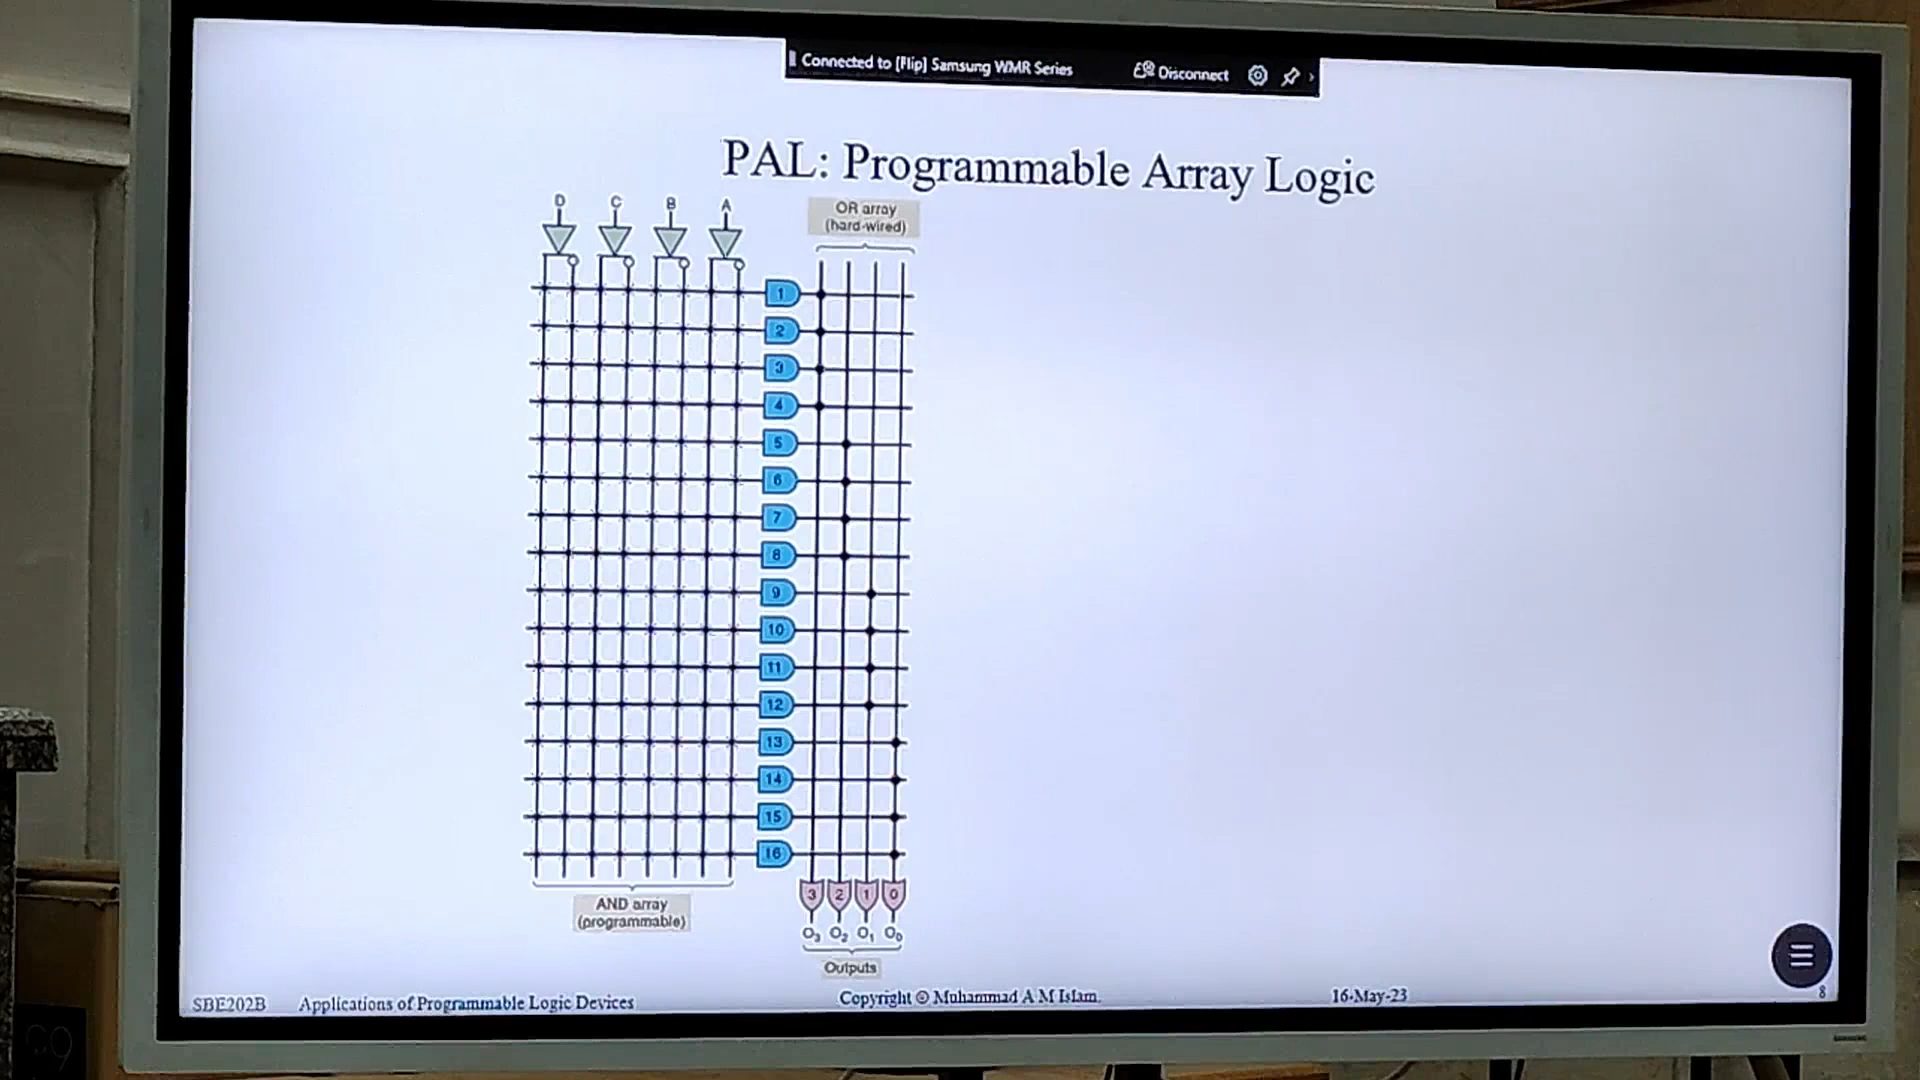 Connected to [Flip] Samsung WMR Series
Disconnect
PAL: Programmable Array Logic
D C B A
OR array
(hard-wired)
1
2
3
4
5
6
7
8
9
10
11
12
13
14
15
16
3 2 1 0
AND array
(programmable)
O3 O2 O1 O0
Outputs
SBE202B Applications of Programmable Logic Devices Copyright © Muhammad A M Islam 16-May-23 8